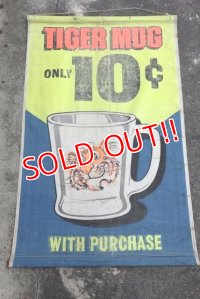 TIGER MUG
ONLY 10¢
SOLD OUT!!
WITH PURCHASE